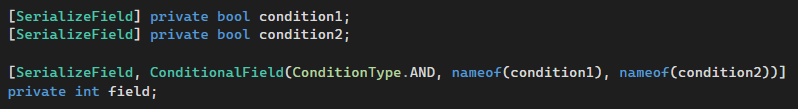 [SerializeField] private bool condition1;
[SerializeField] private bool condition2;
[SerializeField, ConditionalField(ConditionType.AND, nameof(condition1), nameof(condition2))]
private int field;